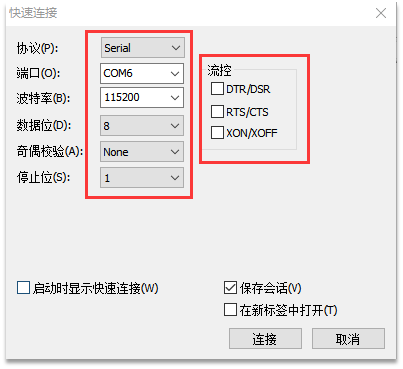 快速连接
协议(P): Serial
端口(O): COM6
波特率(B): 115200
数据位(D): 8
奇偶校验(A): None
停止位(S): 1
流控
DTR/DSR
RTS/CTS
XON/XOFF
启动时显示快速连接(W)
保存会话(V)
在新标签中打开(T)
连接 取消